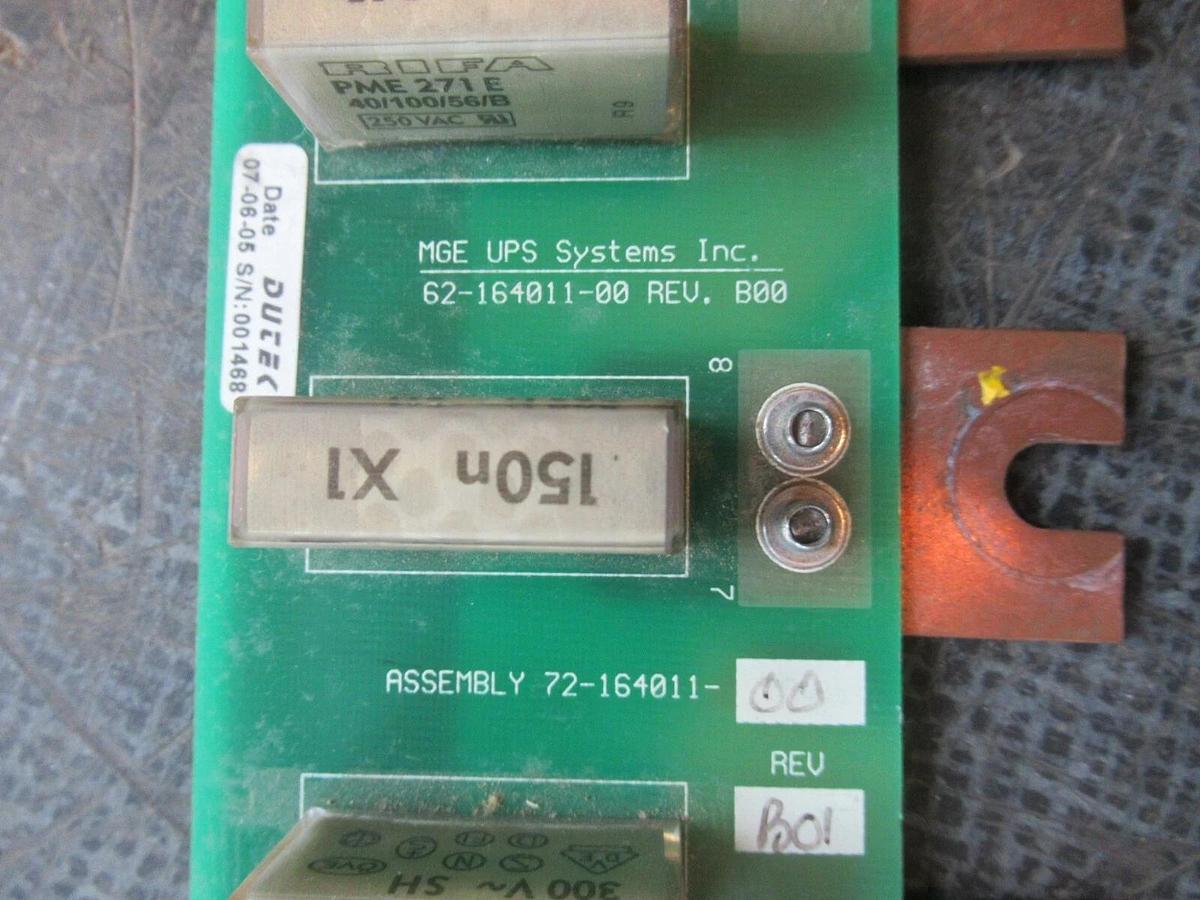 RIFA
PME 271 E
40/100/56/B
250 VAC
R9
Date DUTEC
07-06-05 S/N:001468
MGE UPS Systems Inc.
62-164011-00 REV. B00
8
150n X1
7
ASSEMBLY 72-164011- 00
REV
B01
300 V~ SH